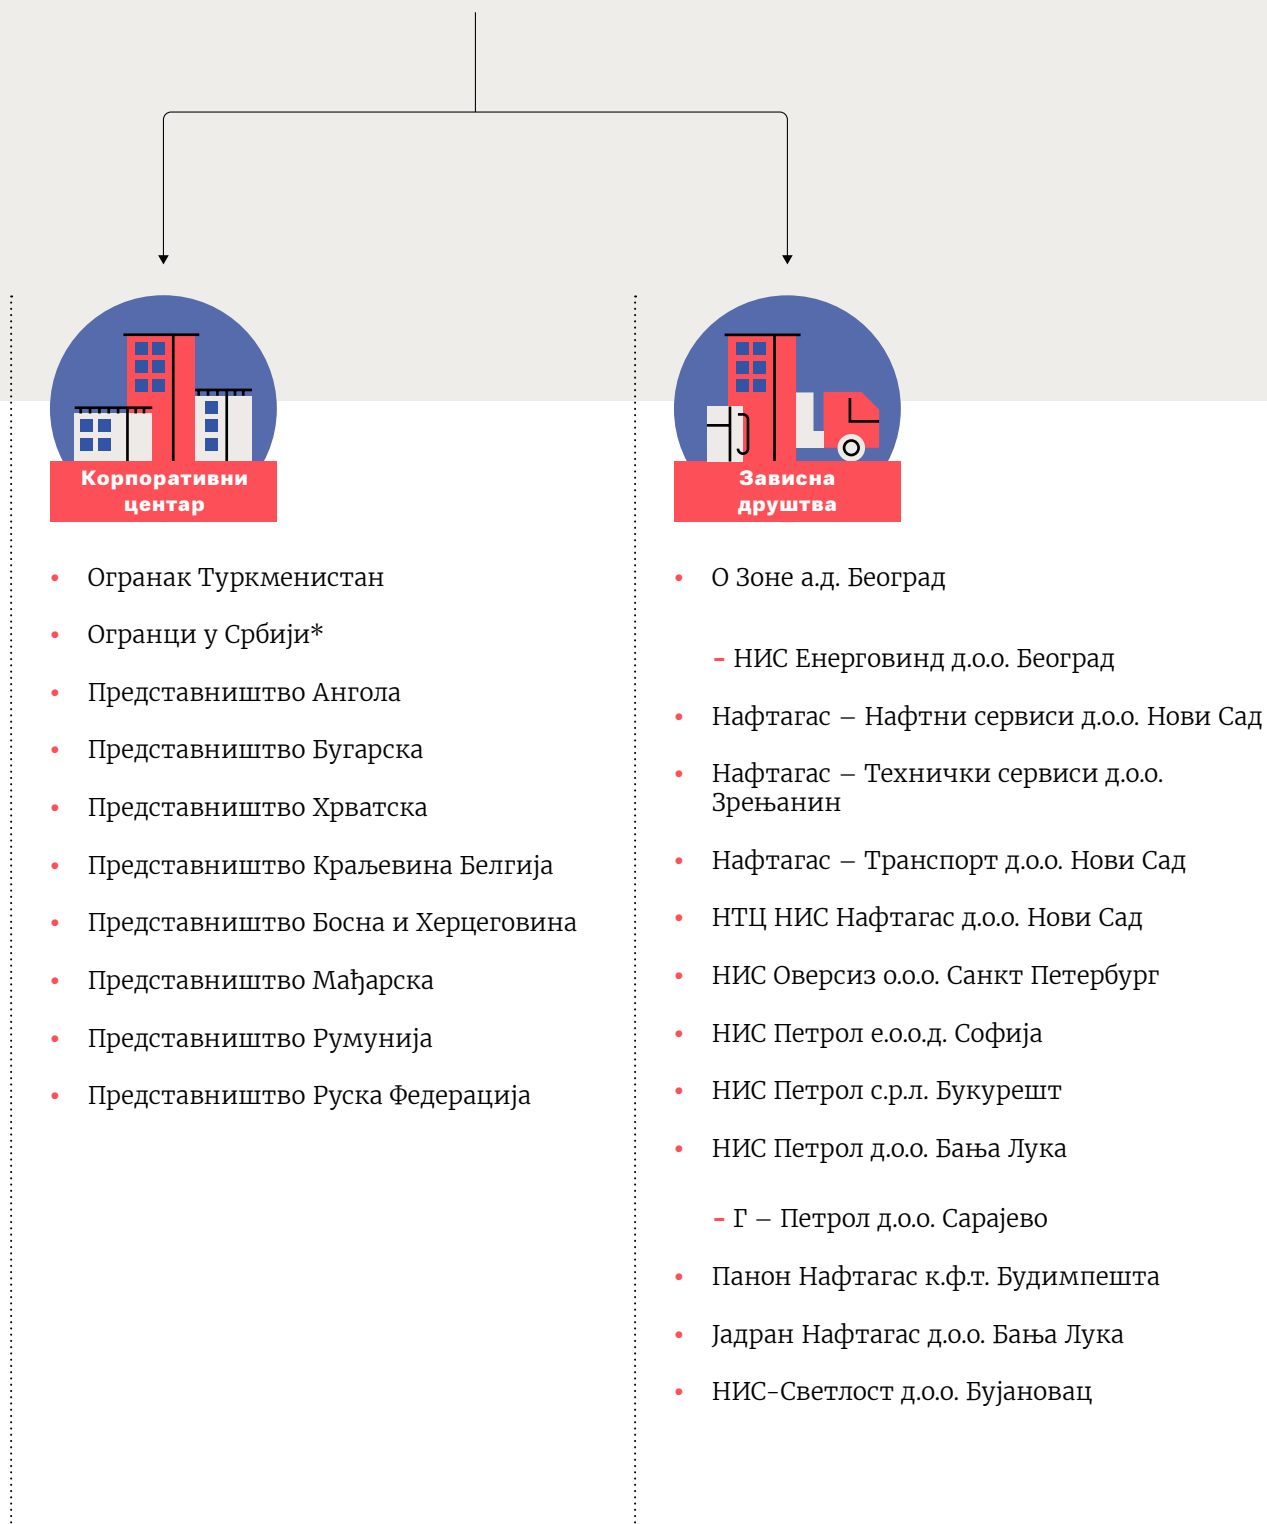 Корпоративни
центар
• Огранак Туркменистан
• Огранци у Србији*
• Представништво Ангола
• Представништво Бугарска
• Представништво Хрватска
• Представништво Краљевина Белгија
• Представништво Босна и Херцеговина
• Представништво Мађарска
• Представништво Румунија
• Представништво Руска Федерација
Зависна
друштва
• О Зоне а.д. Београд
- НИС Енерговинд д.о.о. Београд
• Нафтагас – Нафтни сервиси д.о.о. Нови Сад
• Нафтагас – Технички сервиси д.о.о.
Зрењанин
• Нафтагас – Транспорт д.о.о. Нови Сад
• НТЦ НИС Нафтагас д.о.о. Нови Сад
• НИС Оверсиз о.о.о. Санкт Петербург
• НИС Петрол е.о.о.д. Софија
• НИС Петрол с.р.л. Букурешт
• НИС Петрол д.о.о. Бања Лука
- Г – Петрол д.о.о. Сарајево
• Панон Нафтагас к.ф.т. Будимпешта
• Јадран Нафтагас д.о.о. Бања Лука
• НИС-Светлост д.о.о. Бујановац